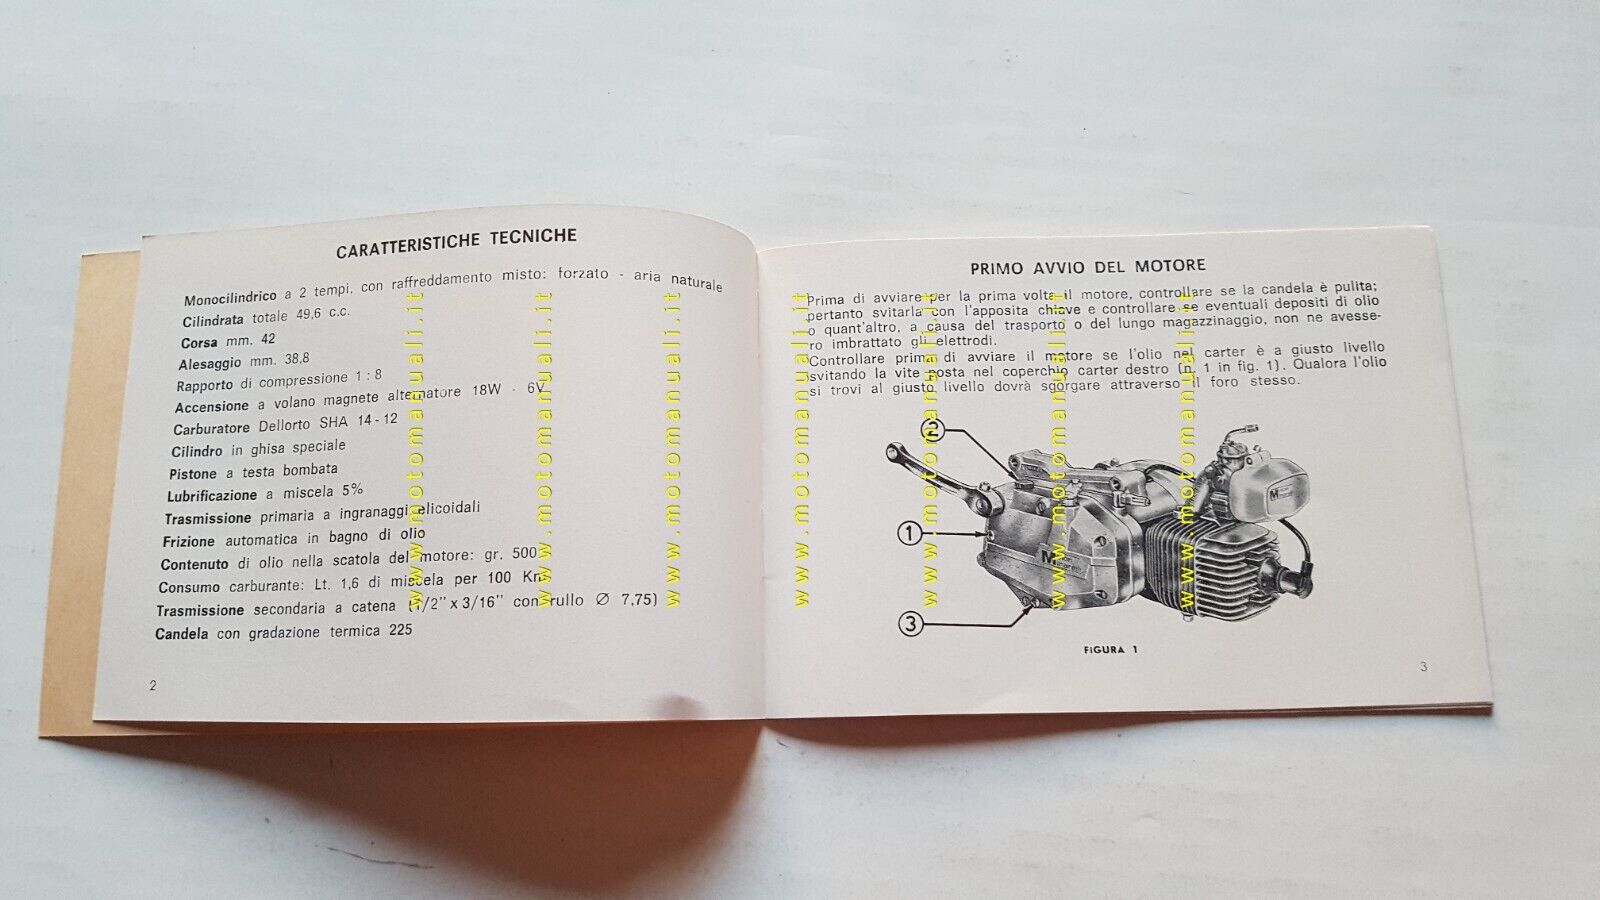 CARATTERISTICHE TECNICHE
Monocilindrico a 2 tempi, con raffreddamento misto: forzato - aria naturale
Cilindrata totale 49,6 c.c.
Corsa mm. 42
Alesaggio mm. 38,8
Rapporto di compressione 1 : 8
Accensione a volano magnete alternatore 18W - 6V
Carburatore Dellorto SHA 14 - 12
Cilindro in ghisa speciale
Pistone a testa bombata
Lubrificazione a miscela 5%
Trasmissione primaria a ingranaggi elicoidali
Frizione automatica in bagno di olio
Contenuto di olio nella scatola del motore: gr. 500
Consumo carburante: Lt. 1,6 di miscela per 100 Km
Trasmissione secondaria a catena (1/2" x 3/16" con rullo Ø 7,75)
Candela con gradazione termica 225
2
PRIMO AVVIO DEL MOTORE
Prima di avviare per la prima volta il motore, controllare se la candela è pulita;
pertanto svitarla con l'apposita chiave e controllare se eventuali depositi di olio
o quant'altro, a causa del trasporto o del lungo magazzinaggio, non ne avesse-
ro imbrattato gli elettrodi.
Controllare prima di avviare il motore se l'olio nel carter è a giusto livello
svitando la vite posta nel coperchio carter destro (n. 1 in fig. 1). Qualora l'olio
si trovi al giusto livello dovrà sgorgare attraverso il foro stesso.
2
1
3
FIGURA 1
3
www.motomanuali.it
www.motomanuali.it
www.motomanuali.it
www.motomanuali.it
www.motomanuali.it
www.motomanuali.it
www.motomanuali.it